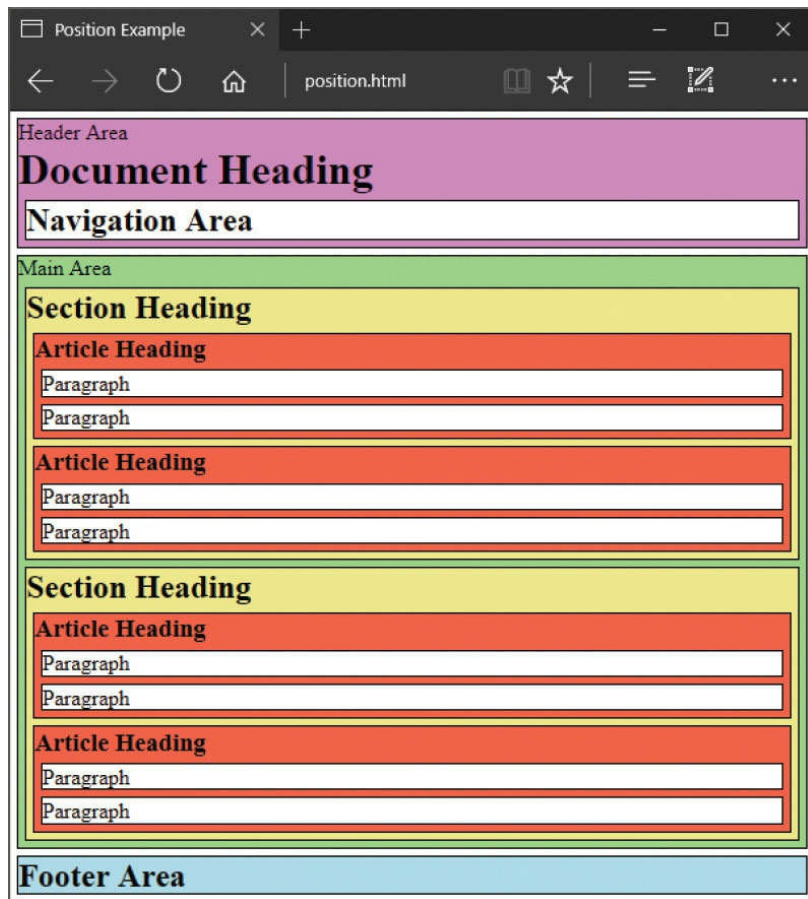 Position Example
position.html
Header Area
Document Heading
Navigation Area
Main Area
Section Heading
Article Heading
Paragraph
Paragraph
Article Heading
Paragraph
Paragraph
Section Heading
Article Heading
Paragraph
Paragraph
Article Heading
Paragraph
Paragraph
Footer Area